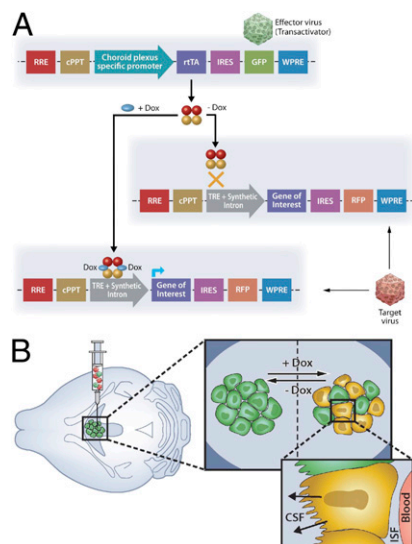 A
Effector virus
(Transactivator)
RRE cPPT Choroid plexus
specific promoter rtTA IRES GFP WPRE
+ Dox - Dox
RRE cPPT TRE + Synthetic
Intron Gene of
Interest IRES RFP WPRE
Dox Dox
RRE cPPT TRE + Synthetic
Intron Gene of
Interest IRES RFP WPRE
Target
virus
B
+ Dox
- Dox
CSF
ISF
Blood